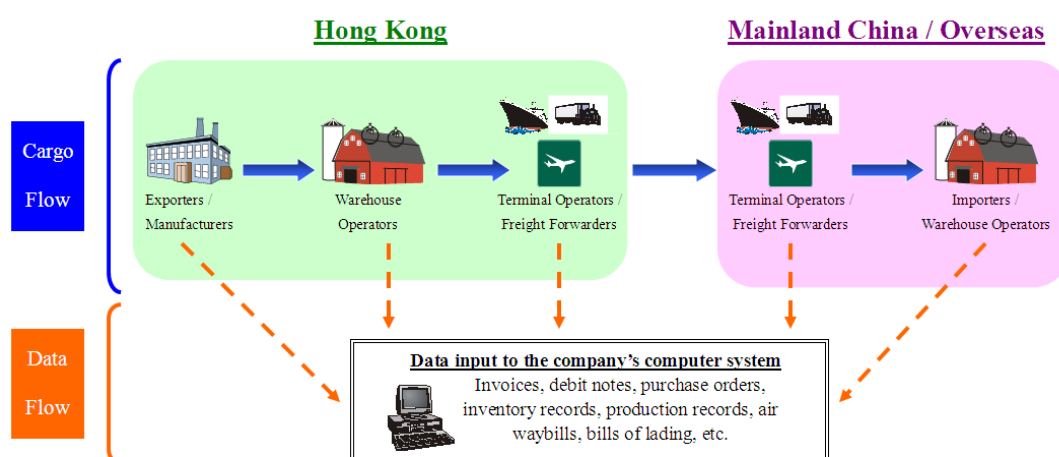 Hong Kong
Mainland China / Overseas
Cargo
Flow
Exporters /
Manufacturers
Warehouse
Operators
Terminal Operators /
Freight Forwarders
Terminal Operators /
Freight Forwarders
Importers /
Warehouse Operators
Data
Flow
Data input to the company’s computer system
Invoices, debit notes, purchase orders,
inventory records, production records, air
waybills, bills of lading, etc.